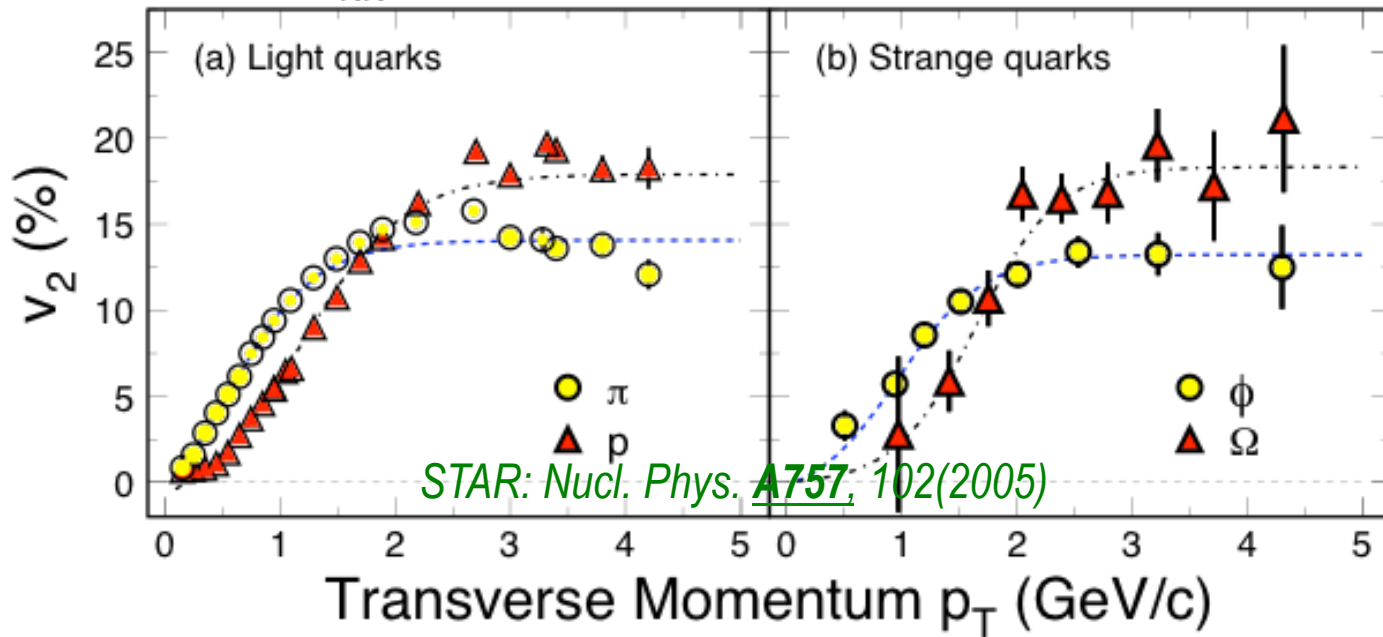 (a) Light quarks
(b) Strange quarks
25
20
15
10
5
0
v2 (%)
π
p
ϕ
Ω
STAR: Nucl. Phys. A757, 102(2005)
0 1 2 3 4 5 0 1 2 3 4 5
Transverse Momentum pT (GeV/c)